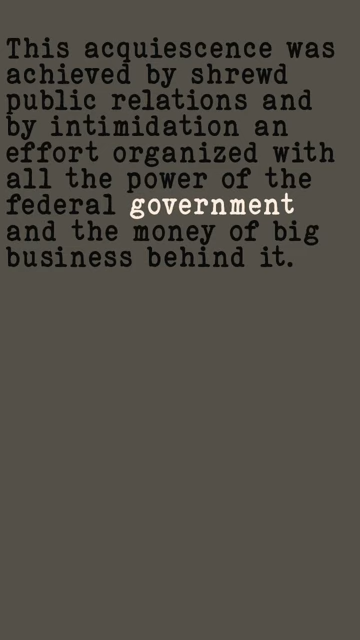 This acquiescence was
achieved by shrewd
public relations and
by intimidation an
effort organized with
all the power of the
federal government
and the money of big
business behind it.